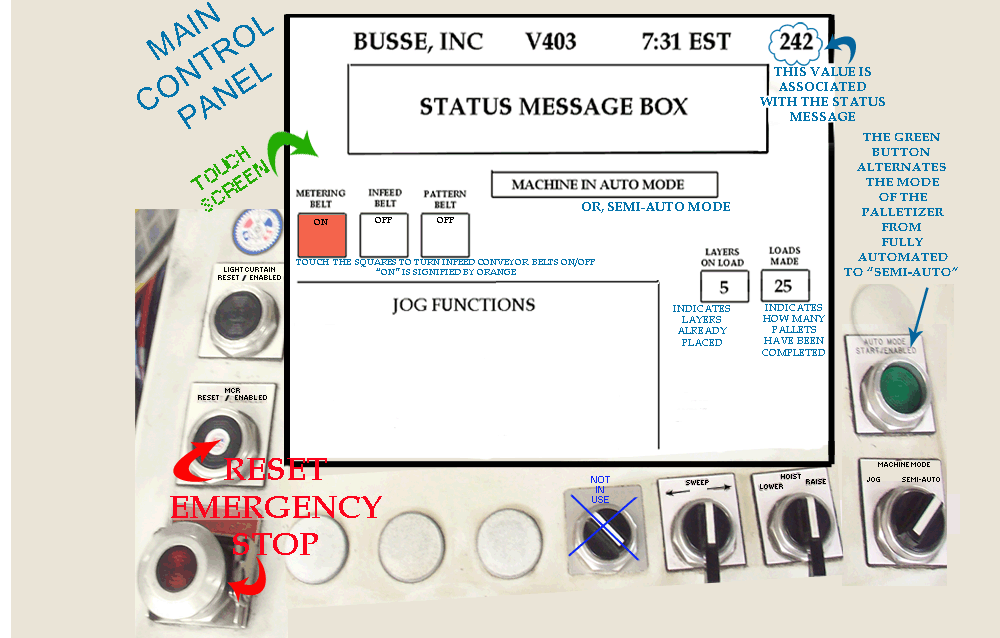 MAIN
CONTROL
PANEL
BUSSE, INC V403 7:31 EST 242
THIS VALUE IS
ASSOCIATED
WITH THE STATUS
MESSAGE
STATUS MESSAGE BOX
TOUCH
SCREEN
THE GREEN
BUTTON
ALTERNATES
THE MODE
OF THE
PALLETIZER
FROM
FULLY
AUTOMATED
TO "SEMI-AUTO"
MACHINE IN AUTO MODE
OR, SEMI-AUTO MODE
METERING
BELT
ON
INFEED
BELT
OFF
PATTERN
BELT
OFF
TOUCH THE SQUARES TO TURN INFEED CONVEYOR BELTS ON/OFF
"ON" IS SIGNIFIED BY ORANGE
LAYERS
ON LOAD
5
INDICATES
LAYERS
ALREADY
PLACED
LOADS
MADE
25
INDICATES
HOW MANY
PALLETS
HAVE BEEN
COMPLETED
JOG FUNCTIONS
LIGHT CURTAIN
RESET / ENABLED
AUTO MODE
START/ENABLED
MCR
RESET / ENABLED
RESET
EMERGENCY
STOP
NOT
IN
USE
SWEEP
HOIST
LOWER RAISE
MACHINE MODE
JOG SEMI-AUTO